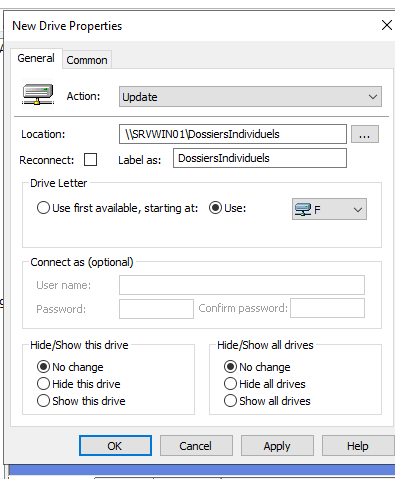 New Drive Properties
General Common
Action: Update
Location: \\SRVWIN01\DossiersIndividuels ...
Reconnect: Label as: DossiersIndividuels
Drive Letter
Use first available, starting at: Use: F
Connect as (optional)
User name:
Password: Confirm password:
Hide/Show this drive Hide/Show all drives
No change No change
Hide this drive Hide all drives
Show this drive Show all drives
OK Cancel Apply Help